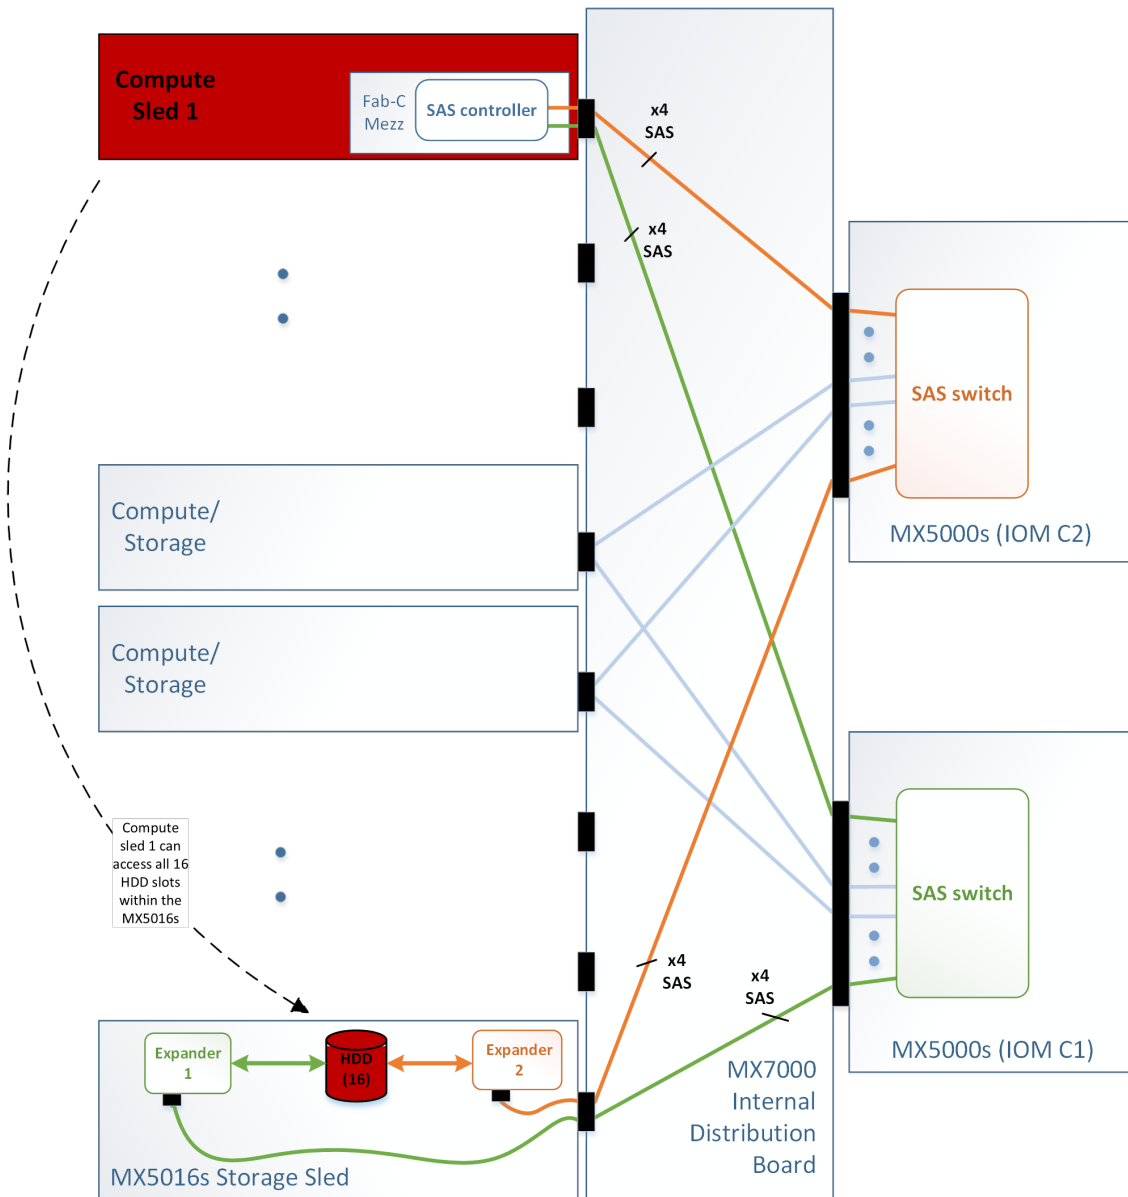 Compute
Sled 1
Fab-C
Mezz
SAS controller
x4
SAS
x4
SAS
SAS switch
MX5000s (IOM C2)
Compute/
Storage
Compute/
Storage
Compute
sled 1 can
access all 16
HDD slots
within the
MX5016s
SAS switch
MX5000s (IOM C1)
x4
SAS
x4
SAS
Expander
1
HDD
(16)
Expander
2
MX7000
Internal
Distribution
Board
MX5016s Storage Sled